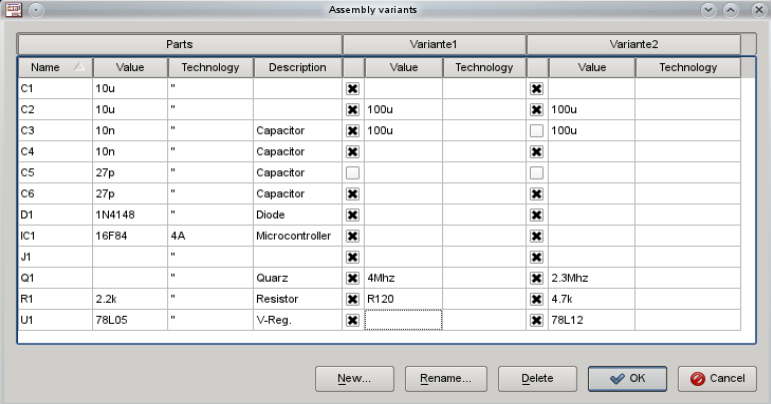 Assembly variants
Parts Variante1 Variante2
Name Value Technology Description Value Technology Value Technology
C1 10u "
C2 10u " 100u 100u
C3 10n " Capacitor 100u 100u
C4 10n " Capacitor
C5 27p " Capacitor
C6 27p " Capacitor
D1 1N4148 " Diode
IC1 16F84 4A Microcontroller
J1 "
Q1 " Quarz 4Mhz 2.3Mhz
R1 2.2k " Resistor R120 4.7k
U1 78L05 " V-Reg. 78L12
New... Rename... Delete OK Cancel